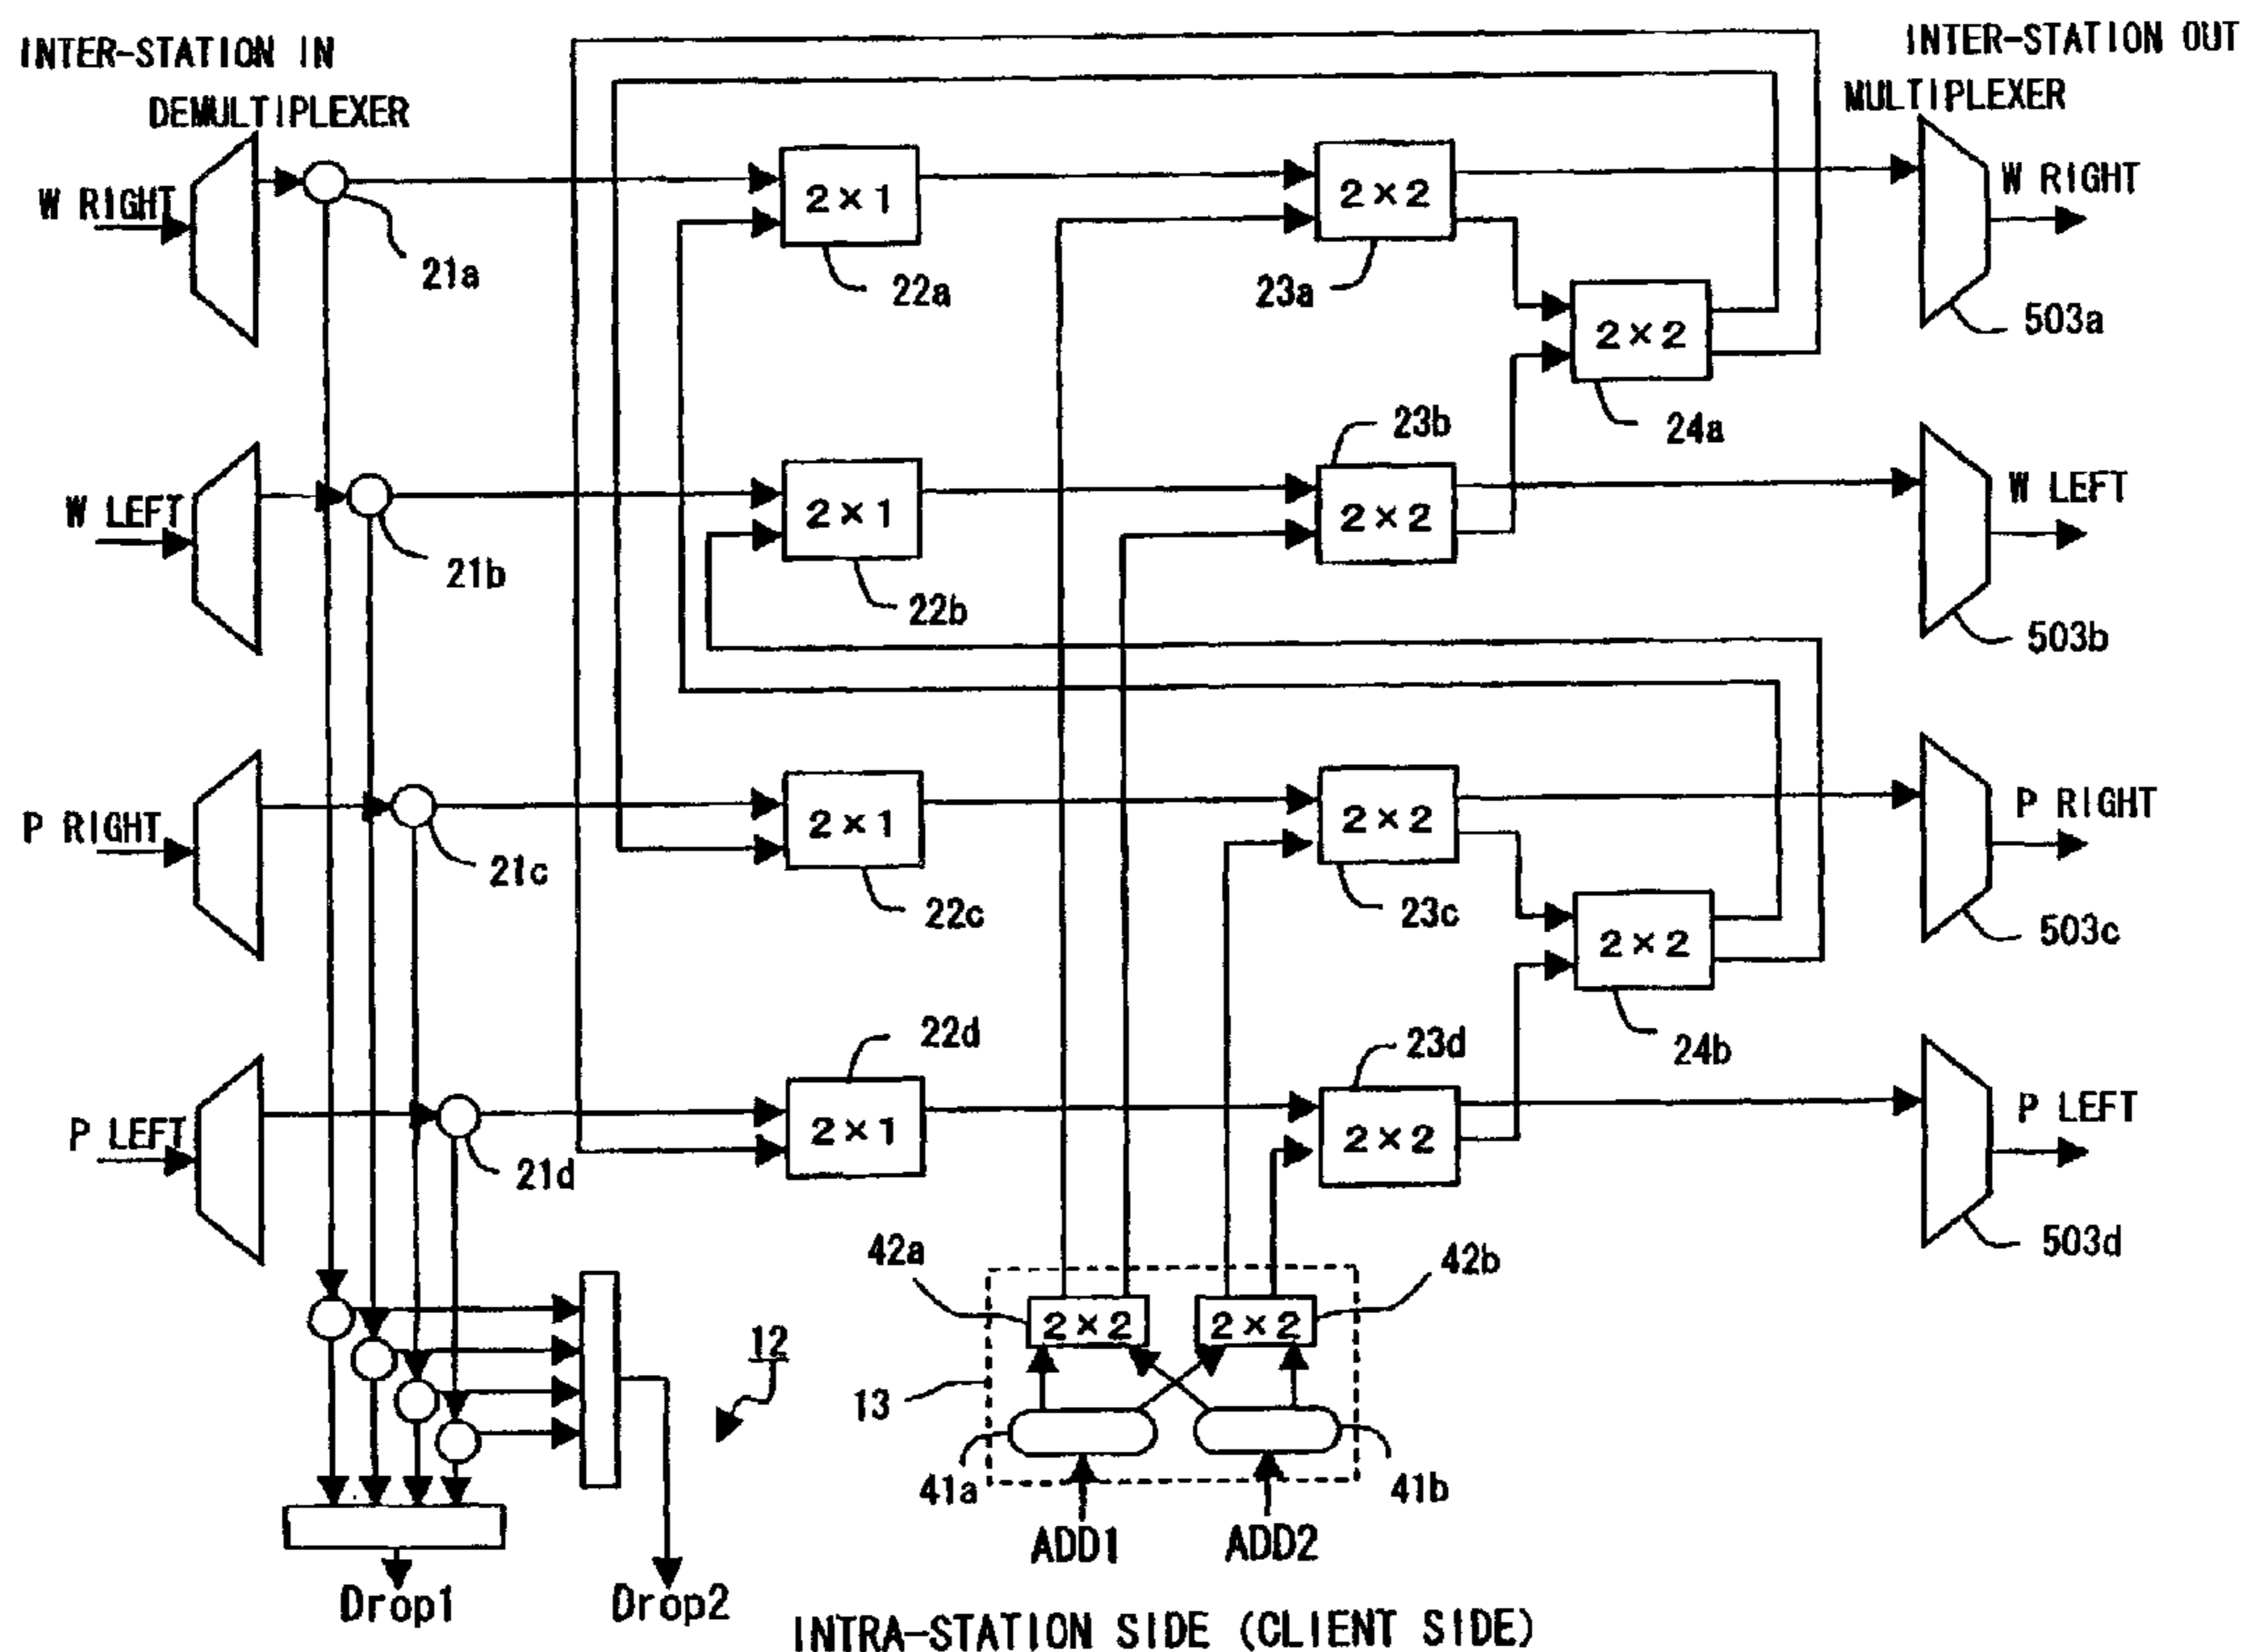 INTER-STATION IN
INTER-STATION OUT
DEMULTIPLEXER
MULTIPLEXER
W RIGHT
21a
2×1
22a
2×2
23a
2×2
24a
W RIGHT
503a
W LEFT
21b
2×1
22b
23b
2×2
W LEFT
503b
P RIGHT
21c
2×1
22c
2×2
23c
2×2
24b
P RIGHT
503c
P LEFT
21d
22d
2×1
23d
2×2
P LEFT
503d
42a
42b
2×2
2×2
12
13
41a
41b
ADD1
ADD2
Drop1
Drop2
INTRA-STATION SIDE (CLIENT SIDE)